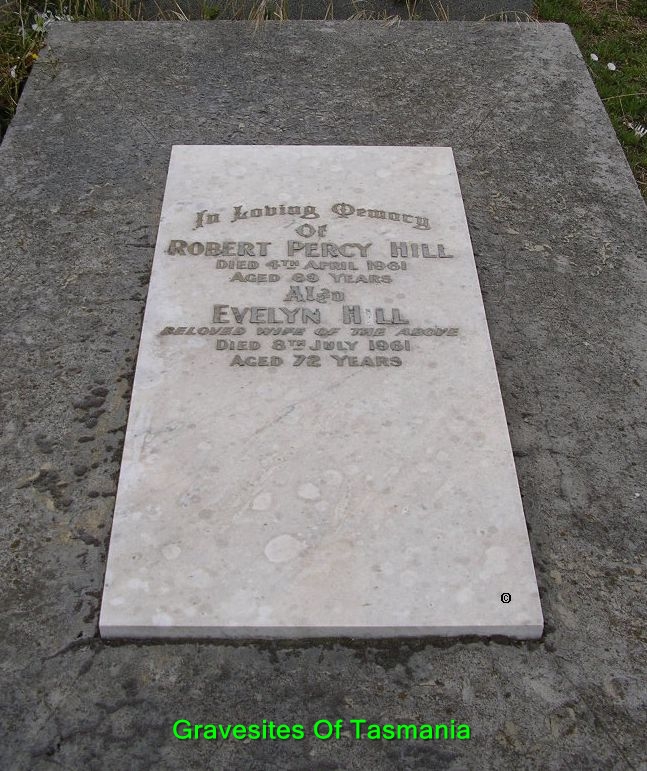 In Loving Memory
Of
ROBERT PERCY HILL
DIED 4TH APRIL 1961
AGED 69 YEARS
Also
EVELYN HILL
BELOVED WIFE OF THE ABOVE
DIED 8TH JULY 1961
AGED 72 YEARS
©
Gravesites Of Tasmania